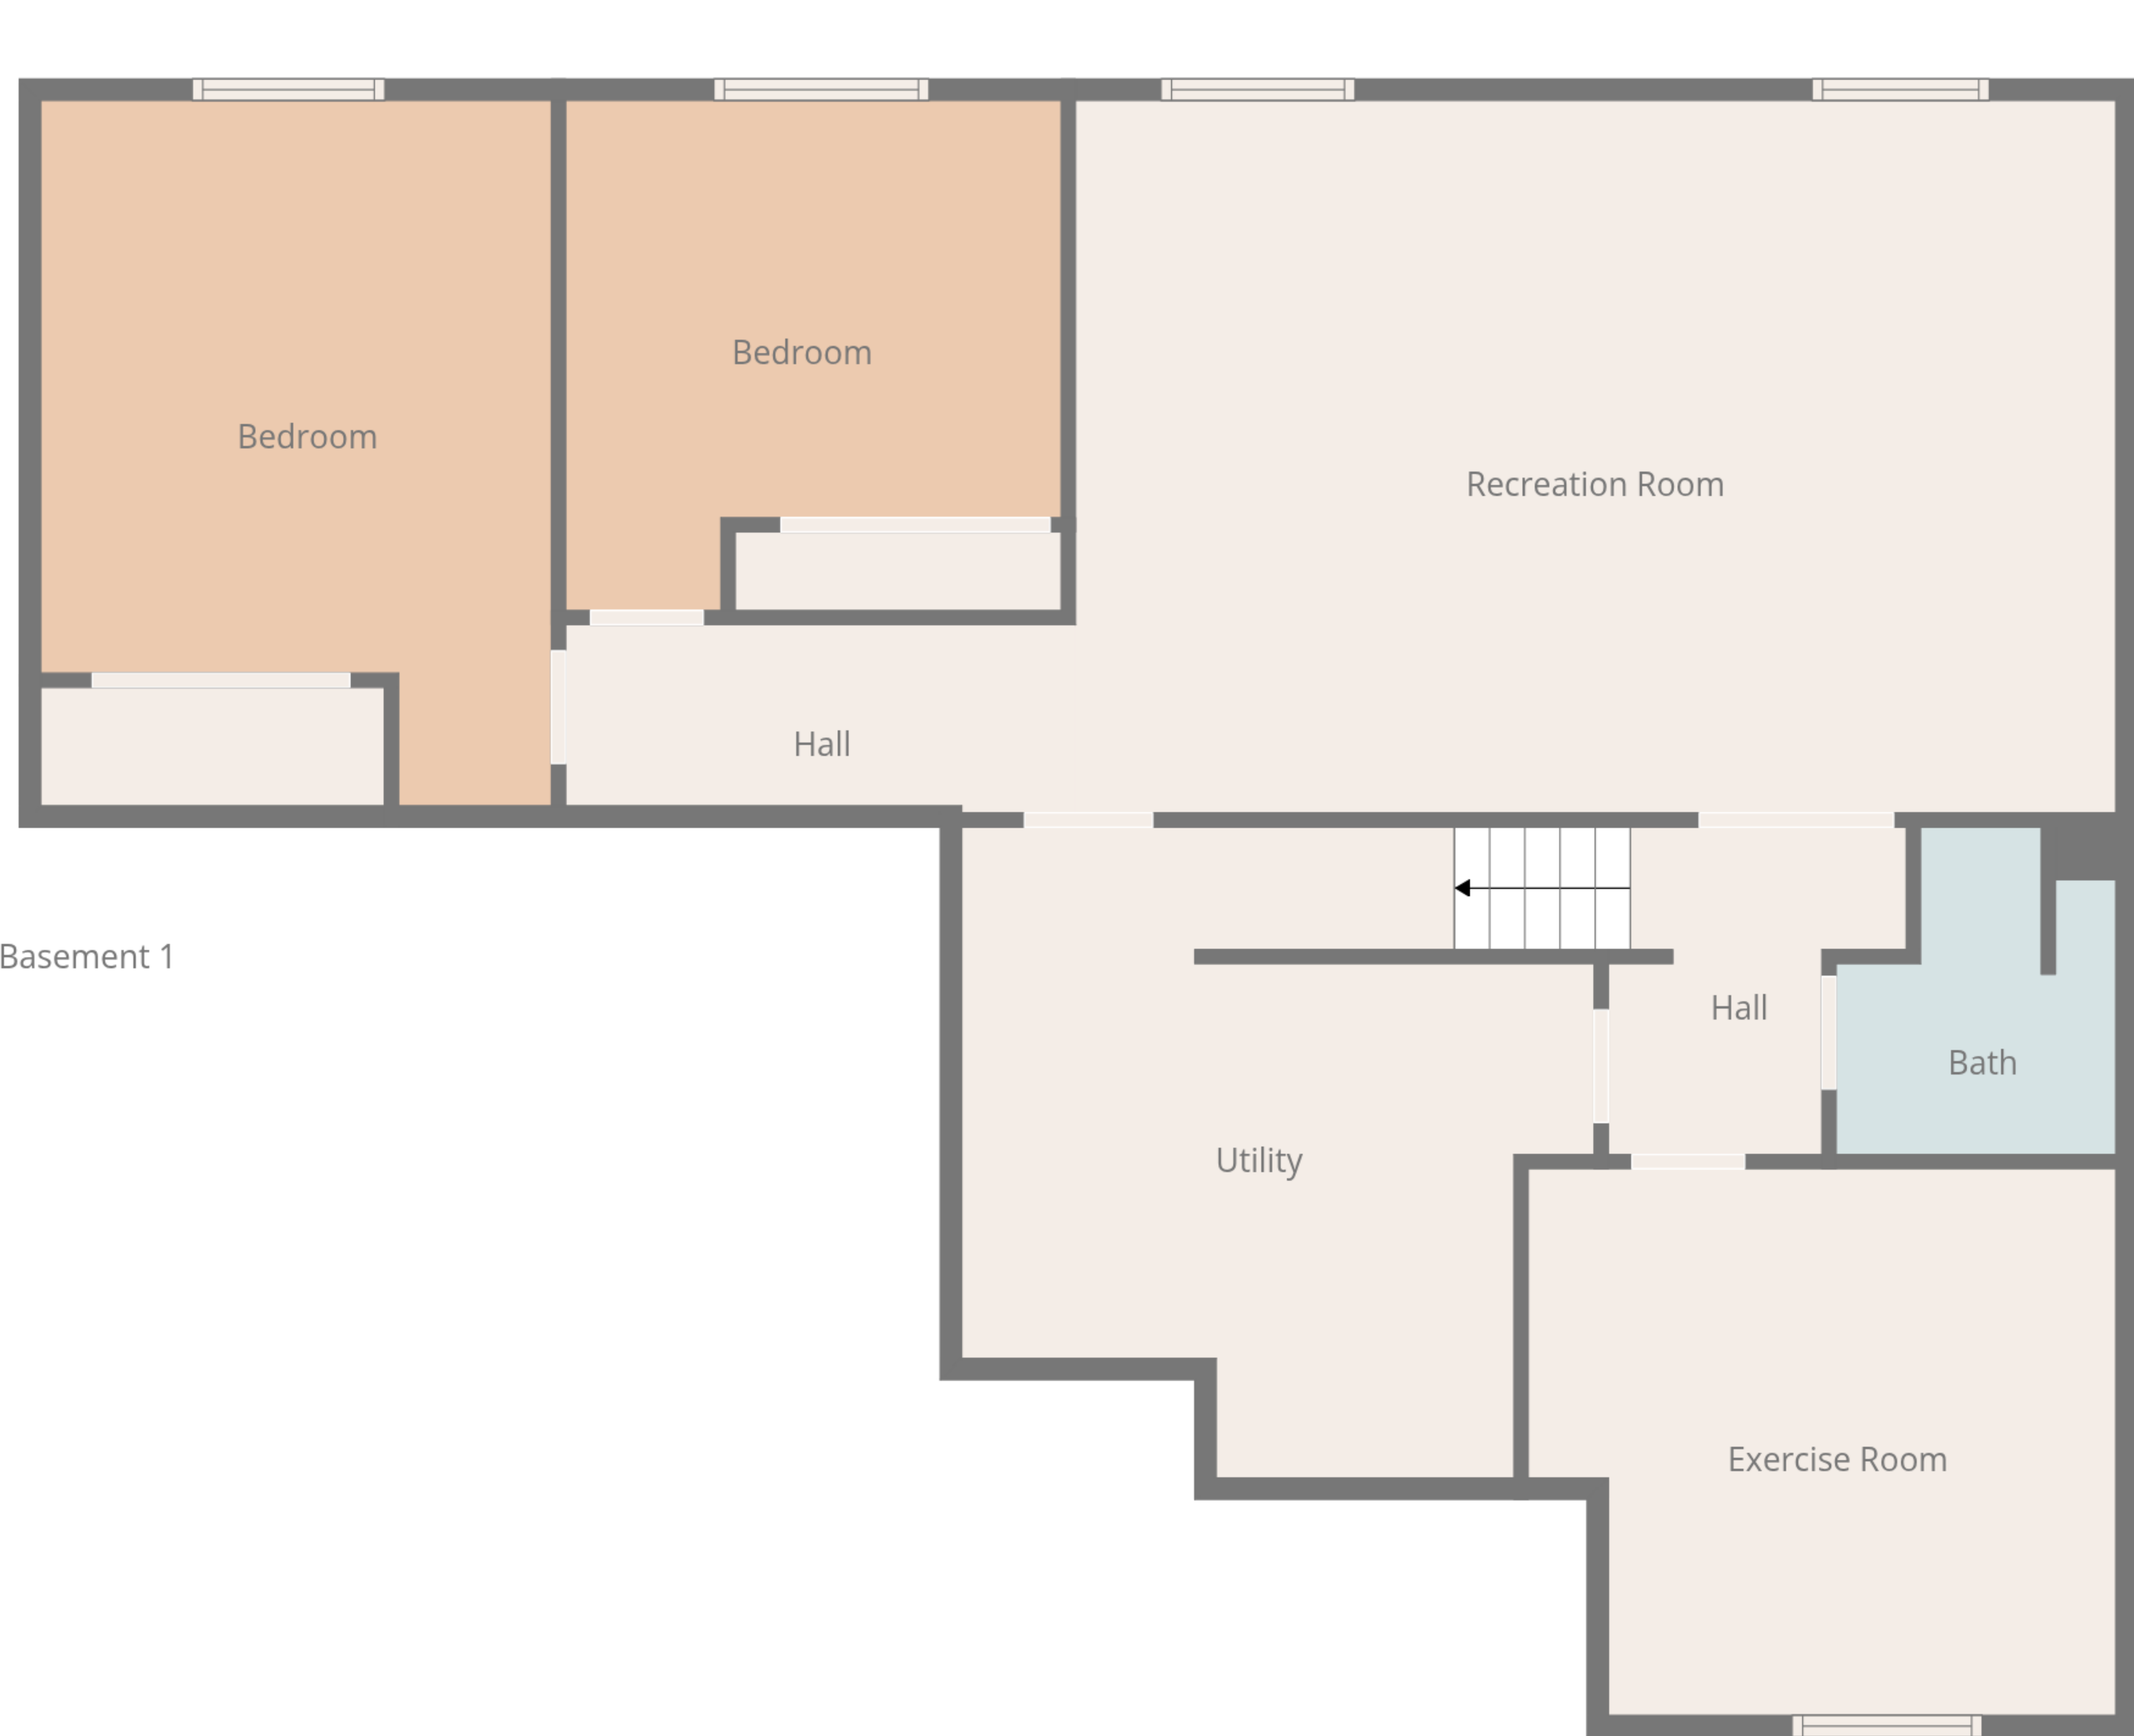 Bedroom
Bedroom
Recreation Room
Hall
Basement 1
Hall
Bath
Utility
Exercise Room